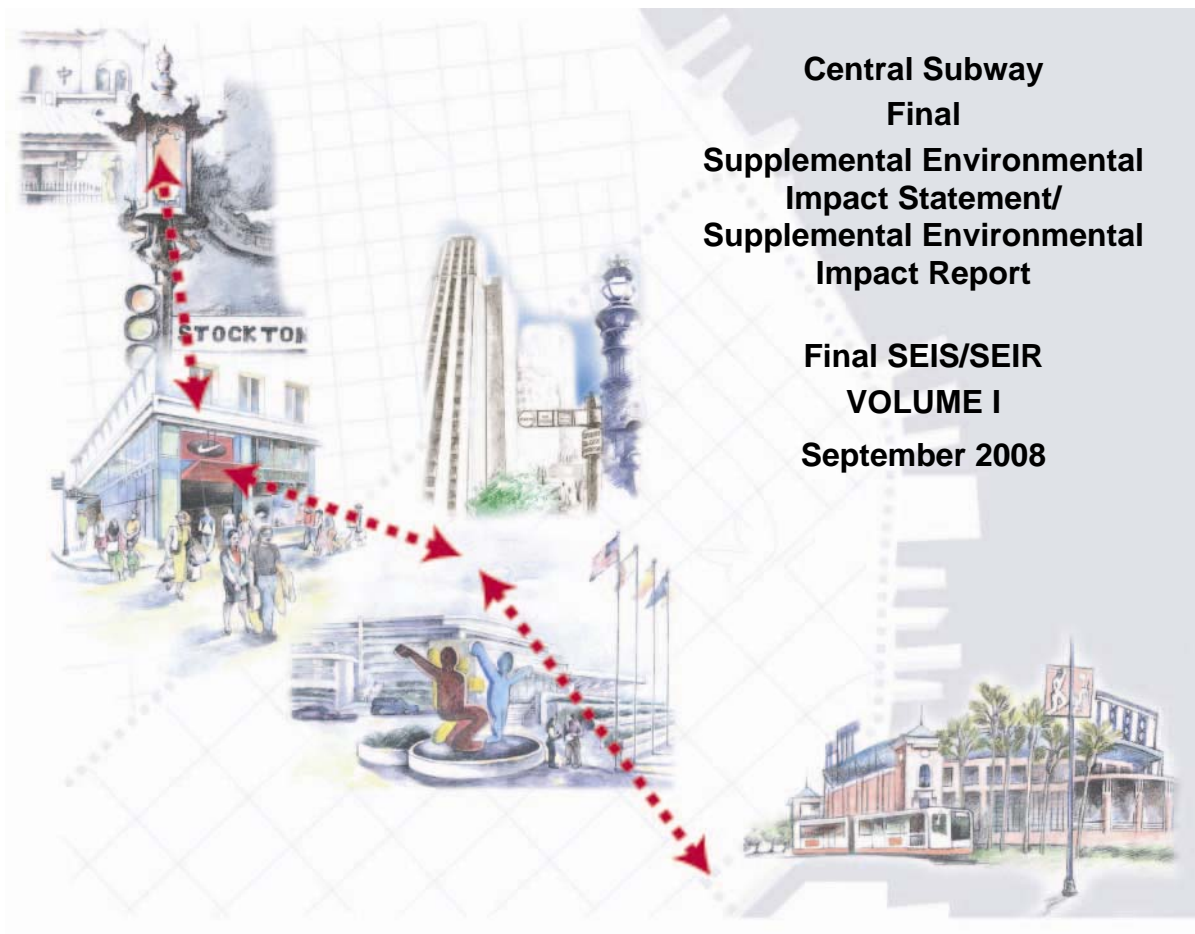 Central Subway
Final
Supplemental Environmental
Impact Statement/
Supplemental Environmental
Impact Report
Final SEIS/SEIR
VOLUME I
September 2008
STOCKTON